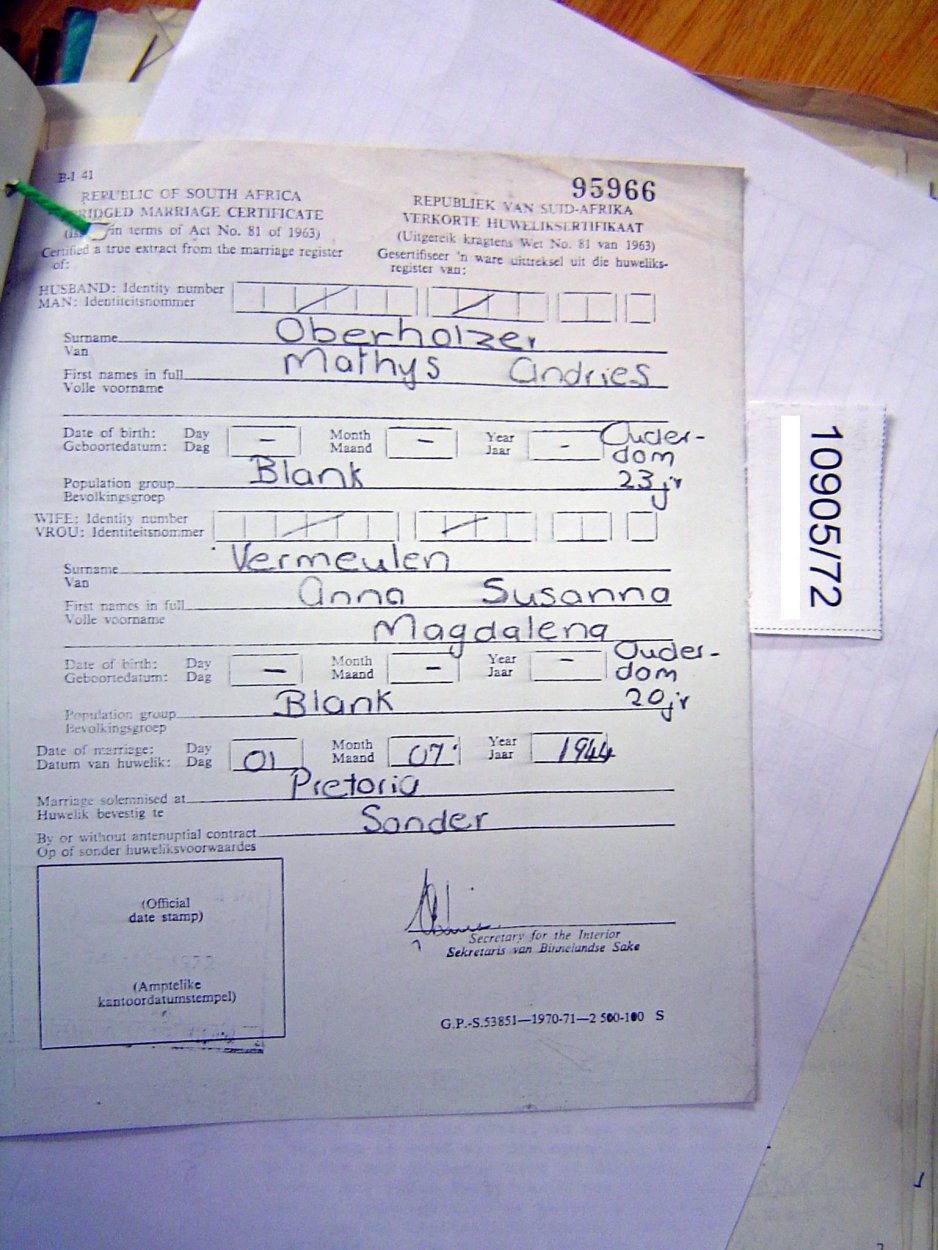 B-I 41
95966
REPUBLIC OF SOUTH AFRICA
RIDGED MARRIAGE CERTIFICATE
in terms of Act No. 81 of 1963)
Certified a true extract from the marriage register
of:
REPUBLIEK VAN SUID-AFRIKA
VERKORTE HUWELIKSERTIFIKAAT
(Uitgereik kragtens Wet No. 81 van 1963)
Gesertifiseer 'n ware uittreksel uit die huweliks-
register van:
HUSBAND: Identity number
MAN: Identiteitsnommer
Surname Oberholzer
Van
First names in full Mathys Andries
Volle voorname
Date of birth: Day - Month - Year - Ouder-
Geboortedatum: Dag Maand Jaar dom
Population group Blank 23 jr
Bevolkingsgroep
WIFE: Identity number
VROU: Identiteitsnommer
Surname Vermeulen
Van
First names in full Anna Susanna
Volle voorname Magdalena
Date of birth: Day - Month - Year - Ouder-
Geboortedatum: Dag Maand Jaar dom
Population group Blank 20 jr
Bevolkingsgroep
Date of marriage: Day 01 Month 07 Year 1944
Datum van huwelik: Dag Maand Jaar
Marriage solemnised at Pretoria
Huwelik bevestig te
By or without antenuptial contract Sonder
Op of sonder huweliksvoorwaardes
(Official
date stamp)
(Amptelike
kantoordatumstempel)
Secretary for the Interior
Sekretaris van Binnelandse Sake
G.P.-S.53851—1970-71—2 500-100 S
10905/72